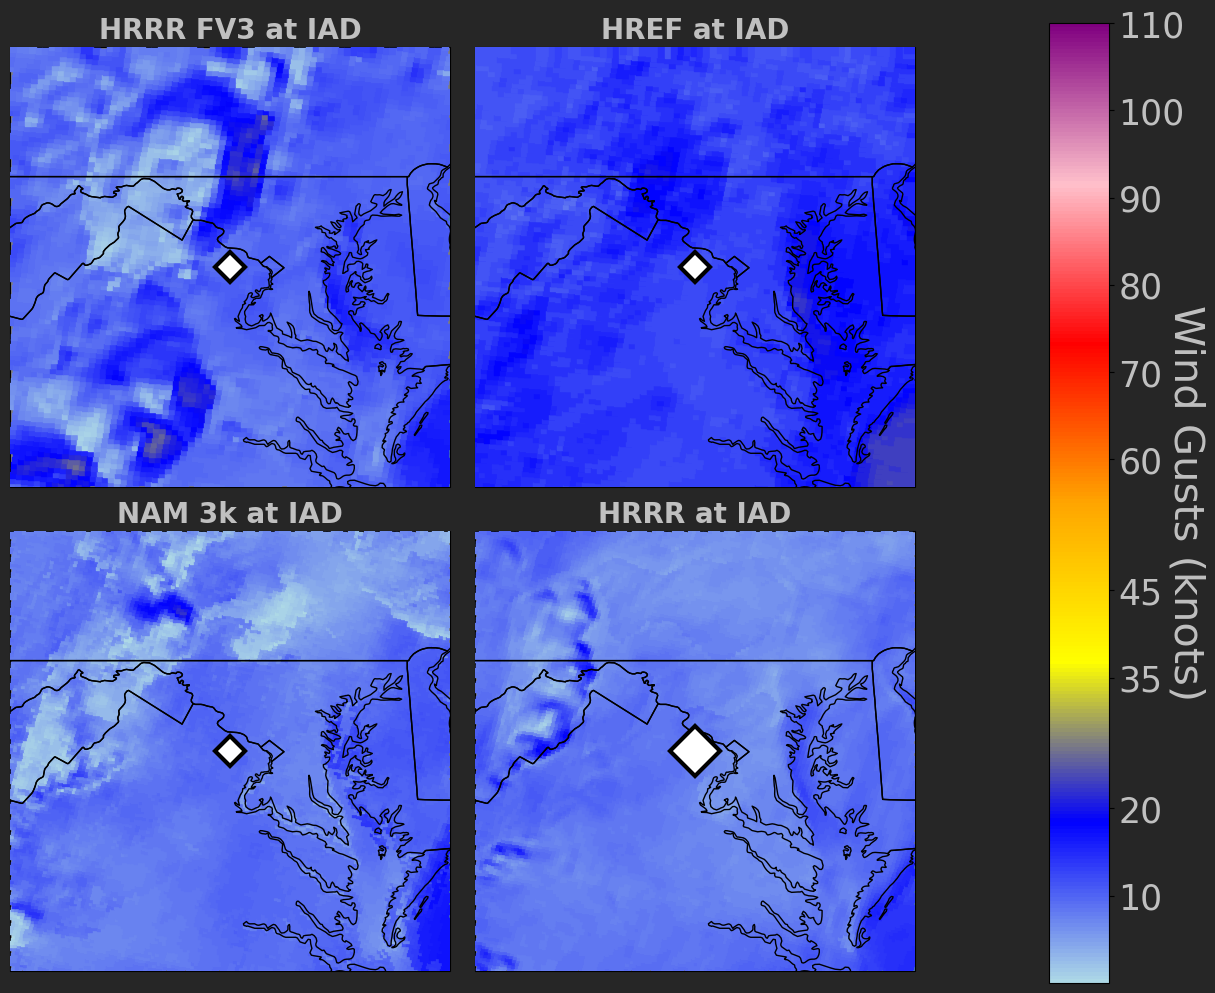 HRRR FV3 at IAD
HREF at IAD
NAM 3k at IAD
HRRR at IAD
110
100
90
80
70
60
45
35
20
10
Wind Gusts (knots)